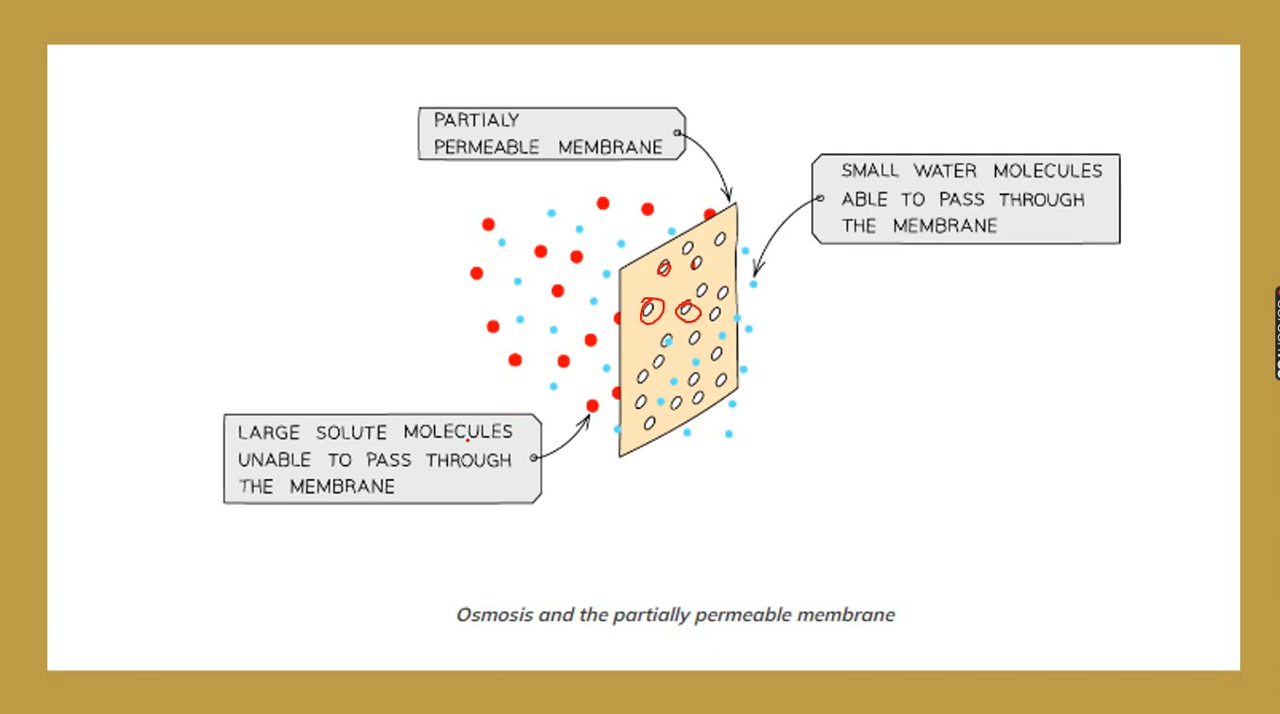 PARTIALY
PERMEABLE MEMBRANE
SMALL WATER MOLECULES
ABLE TO PASS THROUGH
THE MEMBRANE
LARGE SOLUTE MOLECULES
UNABLE TO PASS THROUGH
THE MEMBRANE
Osmosis and the partially permeable membrane